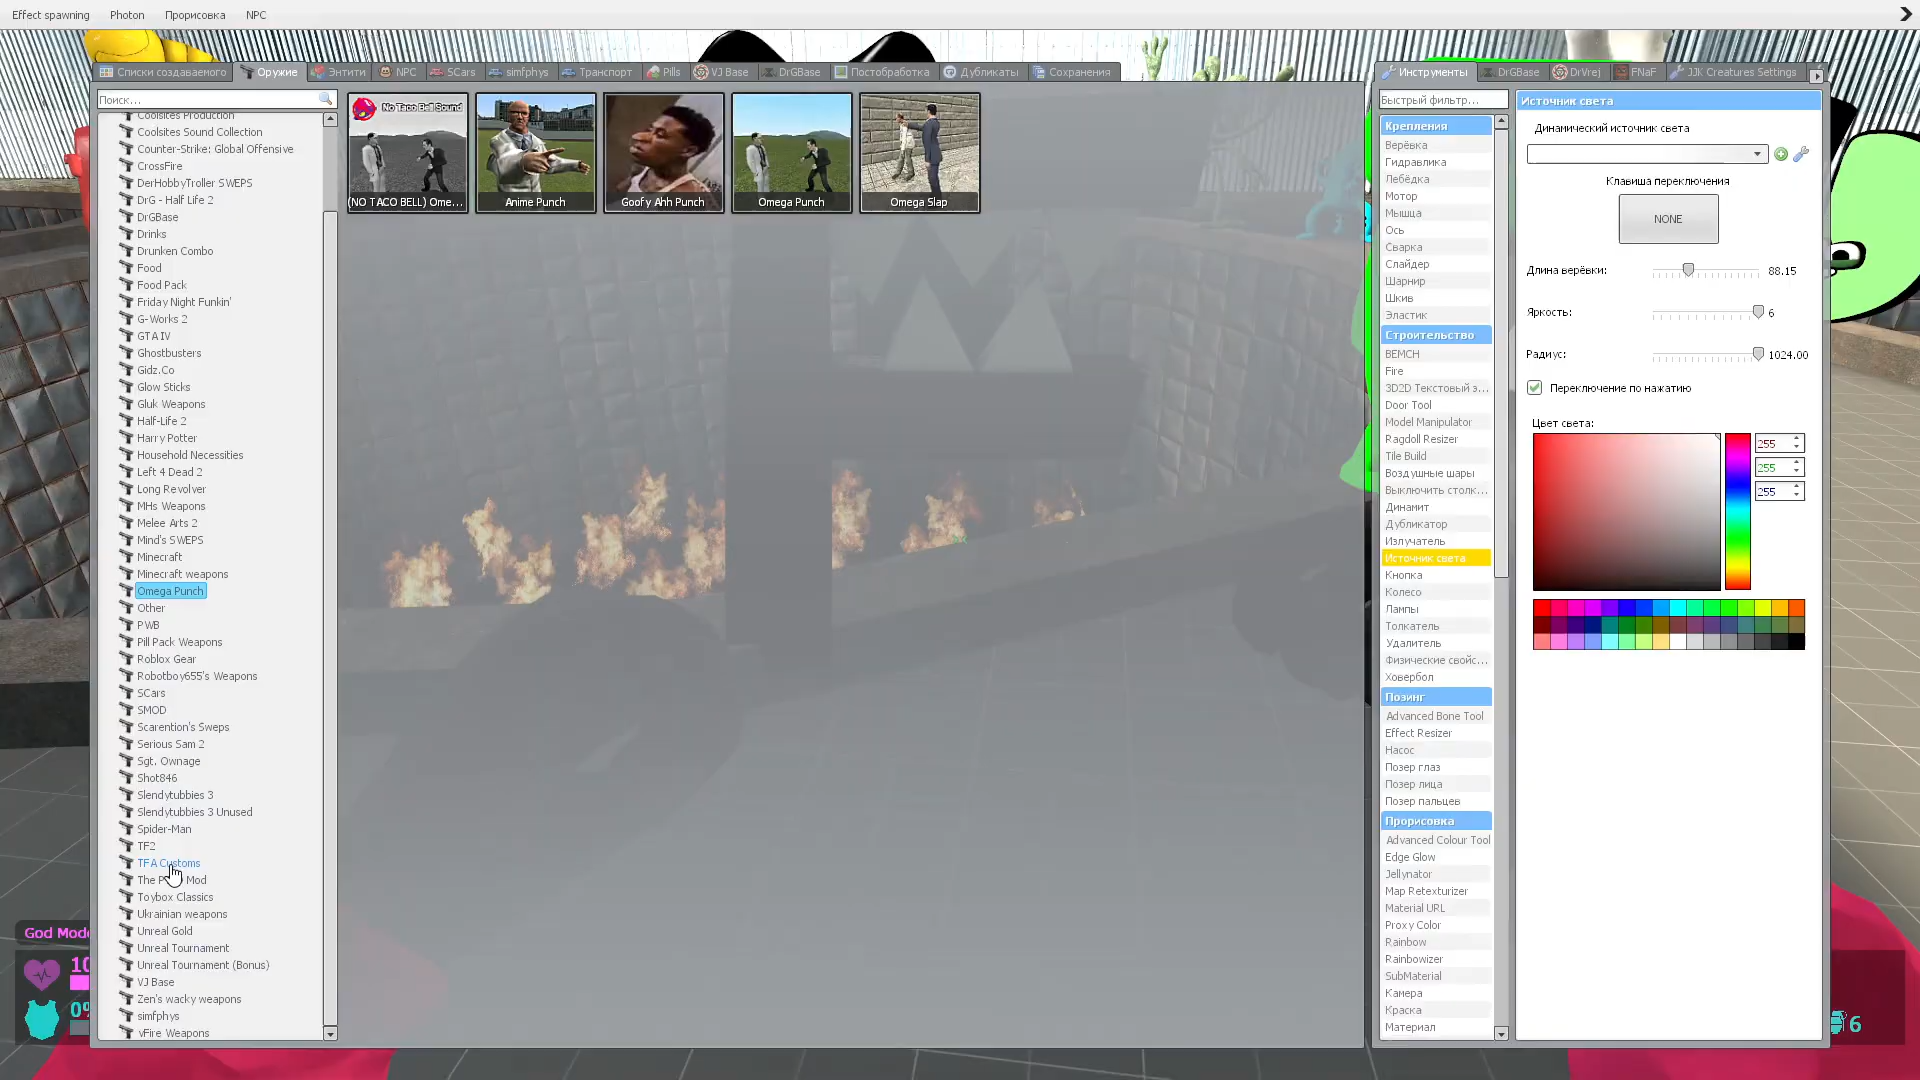 Effect spawning Photon Прорисовка NPC
Списки создаваемого Оружие Энтити NPC SCars simfphys Транспорт Pills VJ Base DrGBase Постобработка Дубликаты Сохранения
Поиск...
Coolsites Production
Coolsites Sound Collection
Counter-Strike: Global Offensive
CrossFire
DerHobbyTroller SWEPS
DrG - Half Life 2
DrGBase
Drinks
Drunken Combo
Food
Food Pack
Friday Night Funkin'
G-Works 2
GTA IV
Ghostbusters
Gidz.Co
Glow Sticks
Gluk Weapons
Half-Life 2
Harry Potter
Household Necessities
Left 4 Dead 2
Long Revolver
MHs Weapons
Melee Arts 2
Mind's SWEPS
Minecraft
Minecraft weapons
Omega Punch
Other
PWB
Pill Pack Weapons
Roblox Gear
Robotboy655's Weapons
SCars
SMOD
Scarention's Sweps
Serious Sam 2
Sgt. Ownage
Shot846
Slendytubbies 3
Slendytubbies 3 Unused
Spider-Man
TF2
TFA Customs
The Mod
Toybox Classics
Ukrainian weapons
Unreal Gold
Unreal Tournament
Unreal Tournament (Bonus)
VJ Base
Zen's wacky weapons
simfphys
vFire Weapons
No Taco Bell Sound
(NO TACO BELL) Ome... Anime Punch Goofy Ahh Punch Omega Punch Omega Slap
God Mode
10
0%
Инструменты DrGBase DrVrej FNaF JJK Creatures Settings
Быстрый фильтр...
Крепления
Верёвка
Гидравлика
Лебёдка
Мотор
Мышца
Ось
Сварка
Слайдер
Шарнир
Шкив
Эластик
Строительство
BEMCH
Fire
3D2D Текстовый э...
Door Tool
Model Manipulator
Ragdoll Resizer
Tile Build
Воздушные шары
Выключить столк...
Динамит
Дубликатор
Излучатель
Источник света
Кнопка
Колесо
Лампы
Толкатель
Удалитель
Физические свойс...
Ховербол
Позинг
Advanced Bone Tool
Effect Resizer
Насос
Позер глаз
Позер лица
Позер пальцев
Прорисовка
Advanced Colour Tool
Edge Glow
Jellynator
Map Retexturizer
Material URL
Proxy Color
Rainbow
Rainbowizer
SubMaterial
Камера
Краска
Материал
Источник света
Динамический источник света
Клавиша переключения
NONE
Длина верёвки: 88.15
Яркость: 6
Радиус: 1024.00
Переключение по нажатию
Цвет света:
255
255
255
6